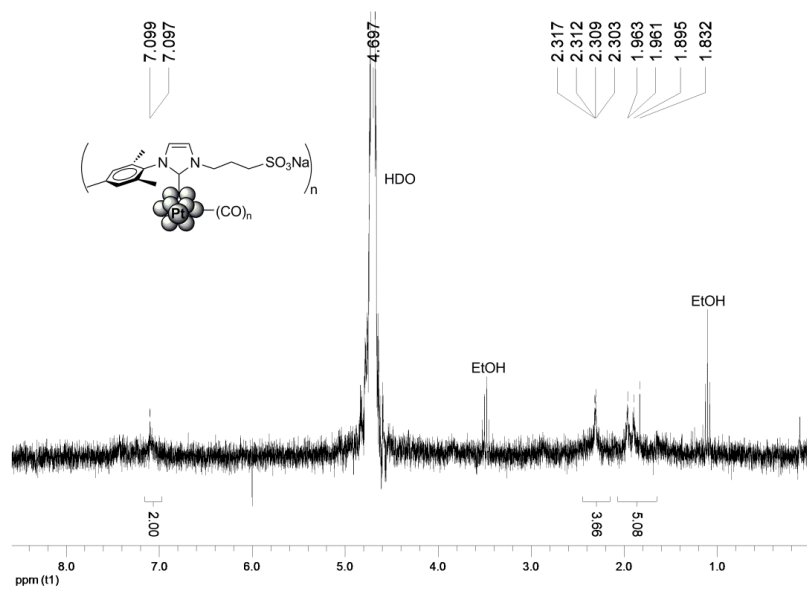 7.099
7.097
4.697
2.317
2.312
2.309
2.303
1.963
1.961
1.895
1.832
N
N
SO3Na
n
Pt
(CO)n
HDO
EtOH
EtOH
2.00
3.66
5.08
8.0 7.0 6.0 5.0 4.0 3.0 2.0 1.0
ppm (t1)